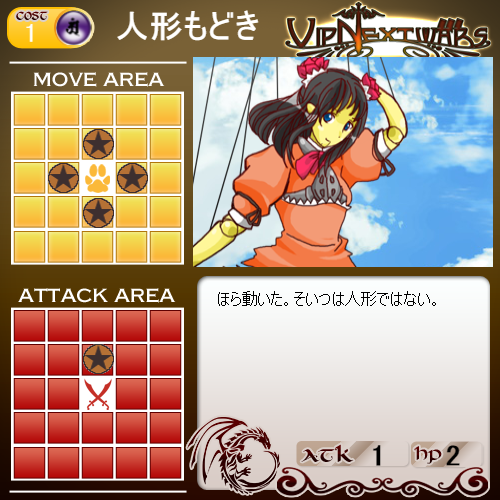 COST
1
人形もどき
VIPNEXTWARS
MOVE AREA
ATTACK AREA
ほら動いた。そいつは人形ではない。
ATK 1 HP 2